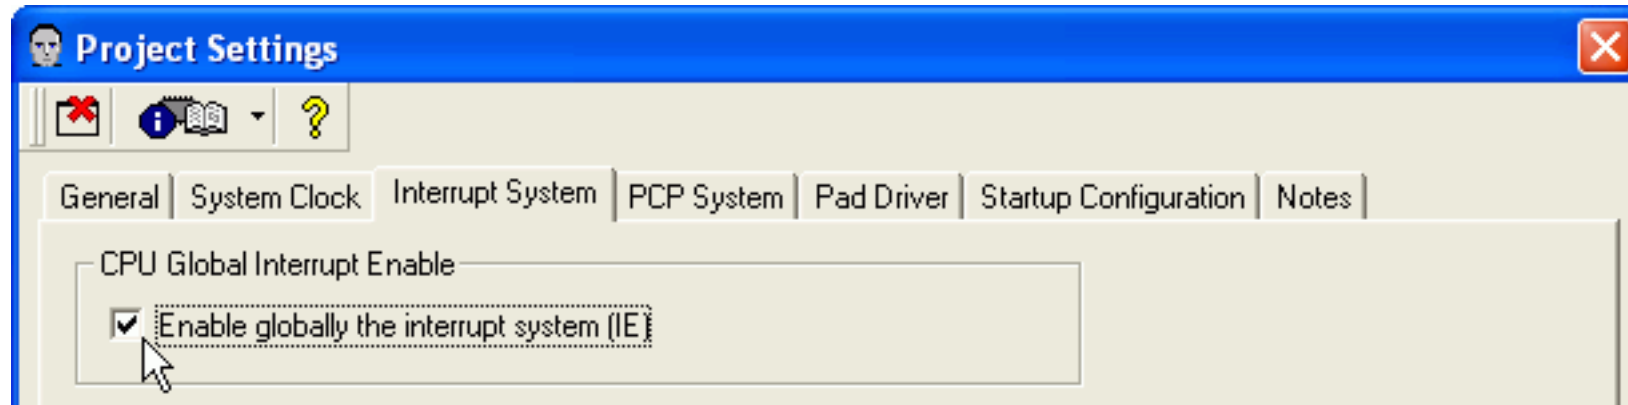 Project Settings
General System Clock Interrupt System PCP System Pad Driver Startup Configuration Notes
CPU Global Interrupt Enable
Enable globally the interrupt system (IE)